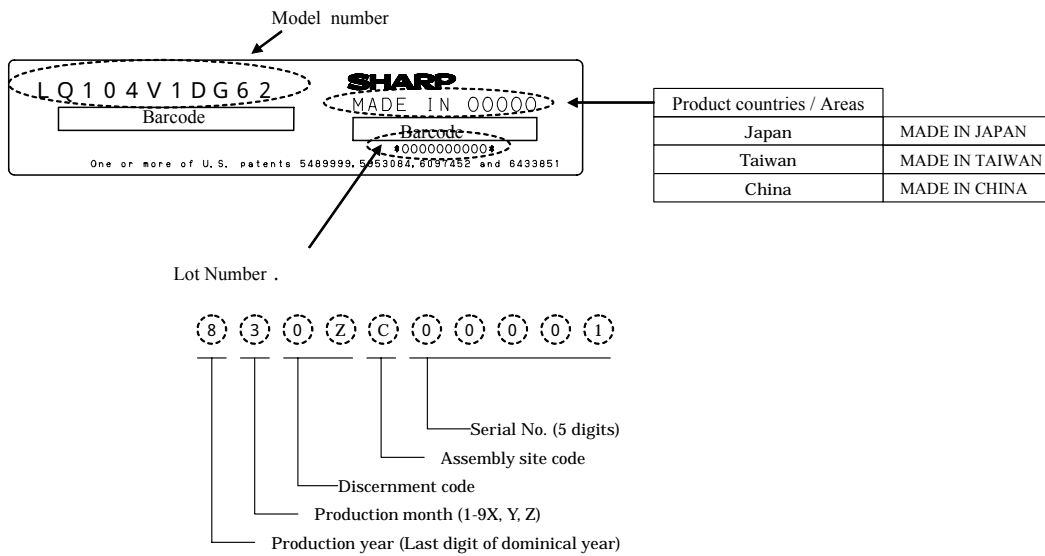 Model number
LQ104V1DG62
SHARP
MADE IN 00000
Barcode
Barcode
*0000000000*
One or more of U.S. patents 5489999,5953084,6097452 and 6433851
Product countries / Areas
Japan MADE IN JAPAN
Taiwan MADE IN TAIWAN
China MADE IN CHINA
Lot Number .
8 3 0 Z C 0 0 0 0 1
Serial No. (5 digits)
Assembly site code
Discernment code
Production month (1-9X, Y, Z)
Production year (Last digit of dominical year)